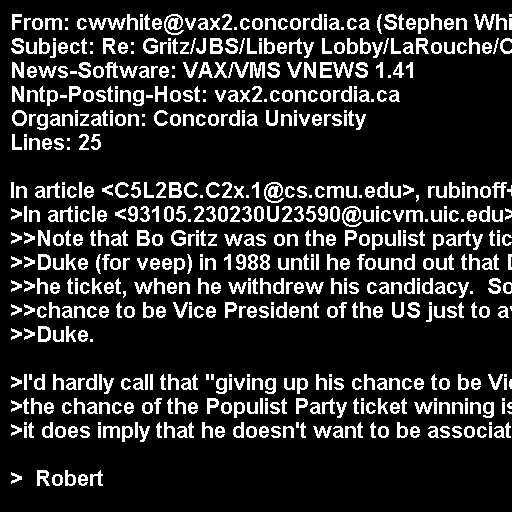 From: cwwhite@vax2.concordia.ca (Stephen Whi
Subject: Re: Gritz/JBS/Liberty Lobby/LaRouche/
News-Software: VAX/VMS VNEWS 1.41
Nntp-Posting-Host: vax2.concordia.ca
Organization: Concordia University
Lines: 25

In article <C5L2BC.C2x.1@cs.cmu.edu>, rubinoff+
>In article <93105.230230U23590@uicvm.uic.edu>
>>Note that Bo Gritz was on the Populist party tic
>>Duke (for veep) in 1988 until he found out that
>>he ticket, when he withdrew his candidacy.  So
>>chance to be Vice President of the US just to av
>>Duke.

>I'd hardly call that "giving up his chance to be Vi
>the chance of the Populist Party ticket winning is
>it does imply that he doesn't want to be associat

>  Robert